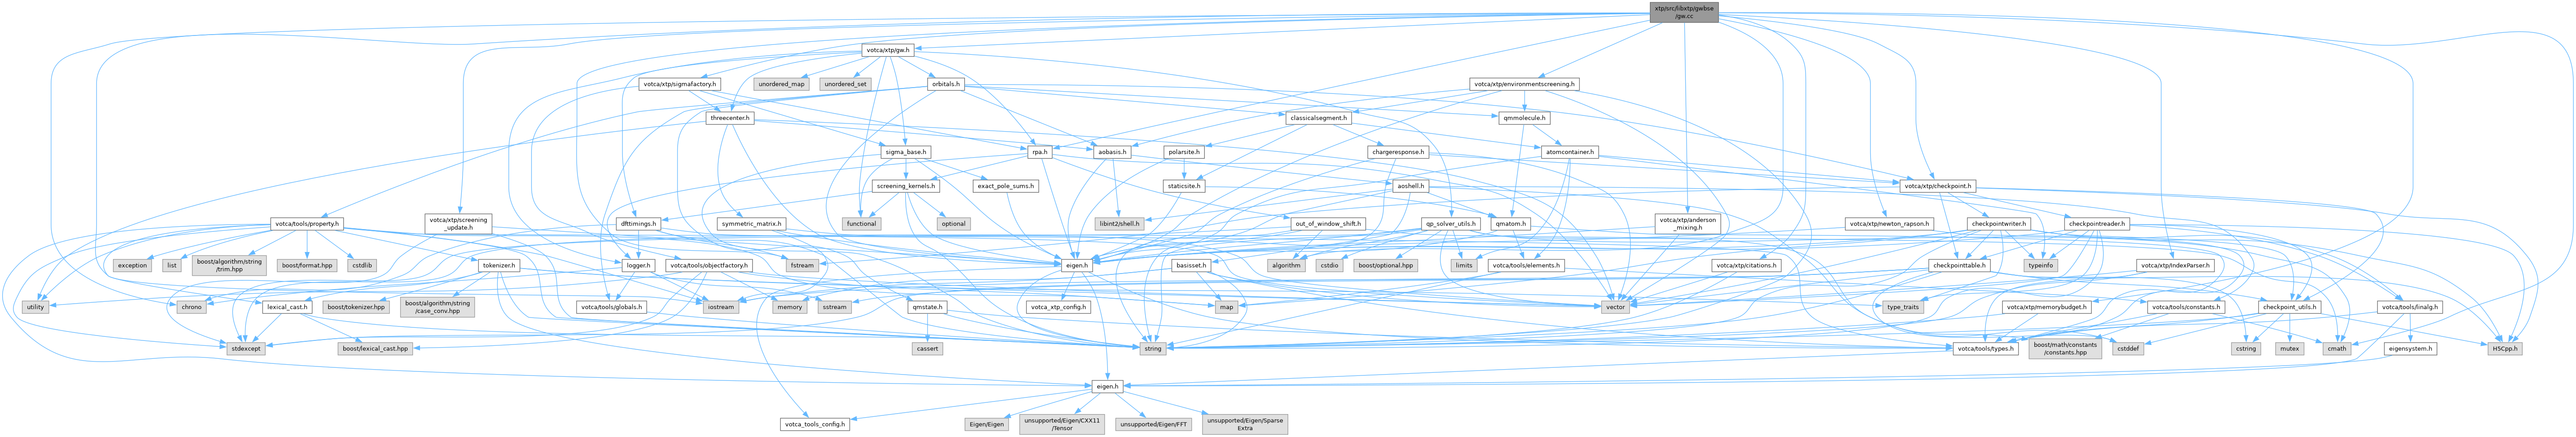 xtp/src/libxtp/gwbse
/gw.cc
votca/xtp/gw.h
votca/xtp/sigmafactory.h
unordered_map
unordered_set
orbitals.h
votca/xtp/environmentscreening.h
threecenter.h
classicalsegment.h
qmmolecule.h
sigma_base.h
rpa.h
aobasis.h
polarsite.h
chargeresponse.h
atomcontainer.h
screening_kernels.h
exact_pole_sums.h
staticsite.h
aoshell.h
votca/xtp/checkpoint.h
votca/xtp/screening
_update.h
votca/tools/property.h
dfttimings.h
symmetric_matrix.h
functional
optional
libint2/shell.h
out_of_window_shift.h
qp_solver_utils.h
qmatom.h
votca/xtp/anderson
_mixing.h
votca/xtp/newton_rapson.h
checkpointwriter.h
checkpointreader.h
exception
list
boost/algorithm/string
/trim.hpp
boost/format.hpp
cstdlib
tokenizer.h
logger.h
votca/tools/objectfactory.h
fstream
eigen.h
basisset.h
algorithm
cstdio
boost/optional.hpp
limits
votca/tools/elements.h
votca/xtp/citations.h
checkpointtable.h
typeinfo
votca/xtp/IndexParser.h
utility
chrono
lexical_cast.h
boost/tokenizer.hpp
boost/algorithm/string
/case_conv.hpp
votca/tools/globals.h
iostream
memory
sstream
qmstate.h
votca_xtp_config.h
map
vector
type_traits
votca/xtp/memorybudget.h
votca/tools/constants.h
checkpoint_utils.h
votca/tools/linalg.h
stdexcept
boost/lexical_cast.hpp
cassert
string
votca/tools/types.h
cstddef
boost/math/constants
/constants.hpp
cstring
mutex
cmath
H5Cpp.h
eigensystem.h
eigen.h
votca_tools_config.h
Eigen/Eigen
unsupported/Eigen/CXX11
/Tensor
unsupported/Eigen/FFT
unsupported/Eigen/Sparse
Extra